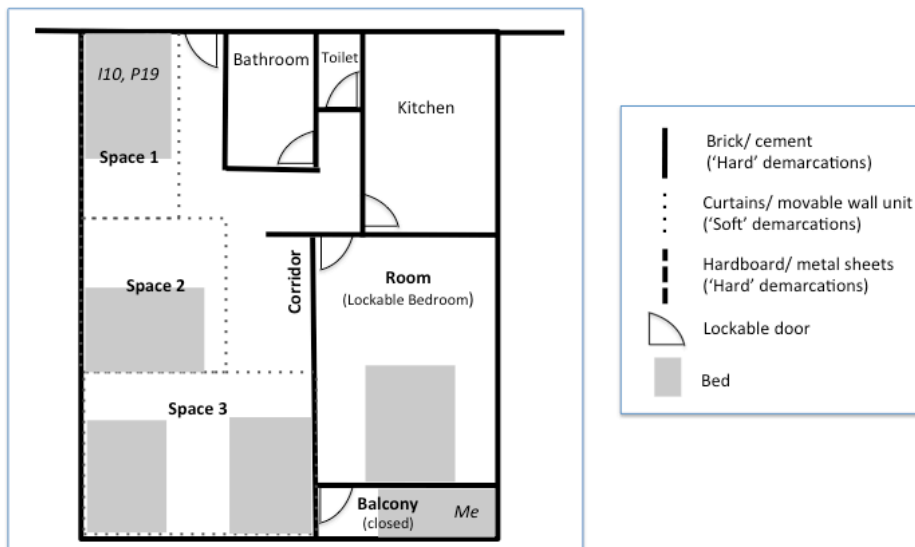 Bathroom
Toilet
I10, P19
Kitchen
Space 1
Space 2
Corridor
Room
(Lockable Bedroom)
Space 3
Balcony
(closed)
Me
Brick/ cement
(‘Hard’ demarcations)
Curtains/ movable wall unit
(‘Soft’ demarcations)
Hardboard/ metal sheets
(‘Hard’ demarcations)
Lockable door
Bed